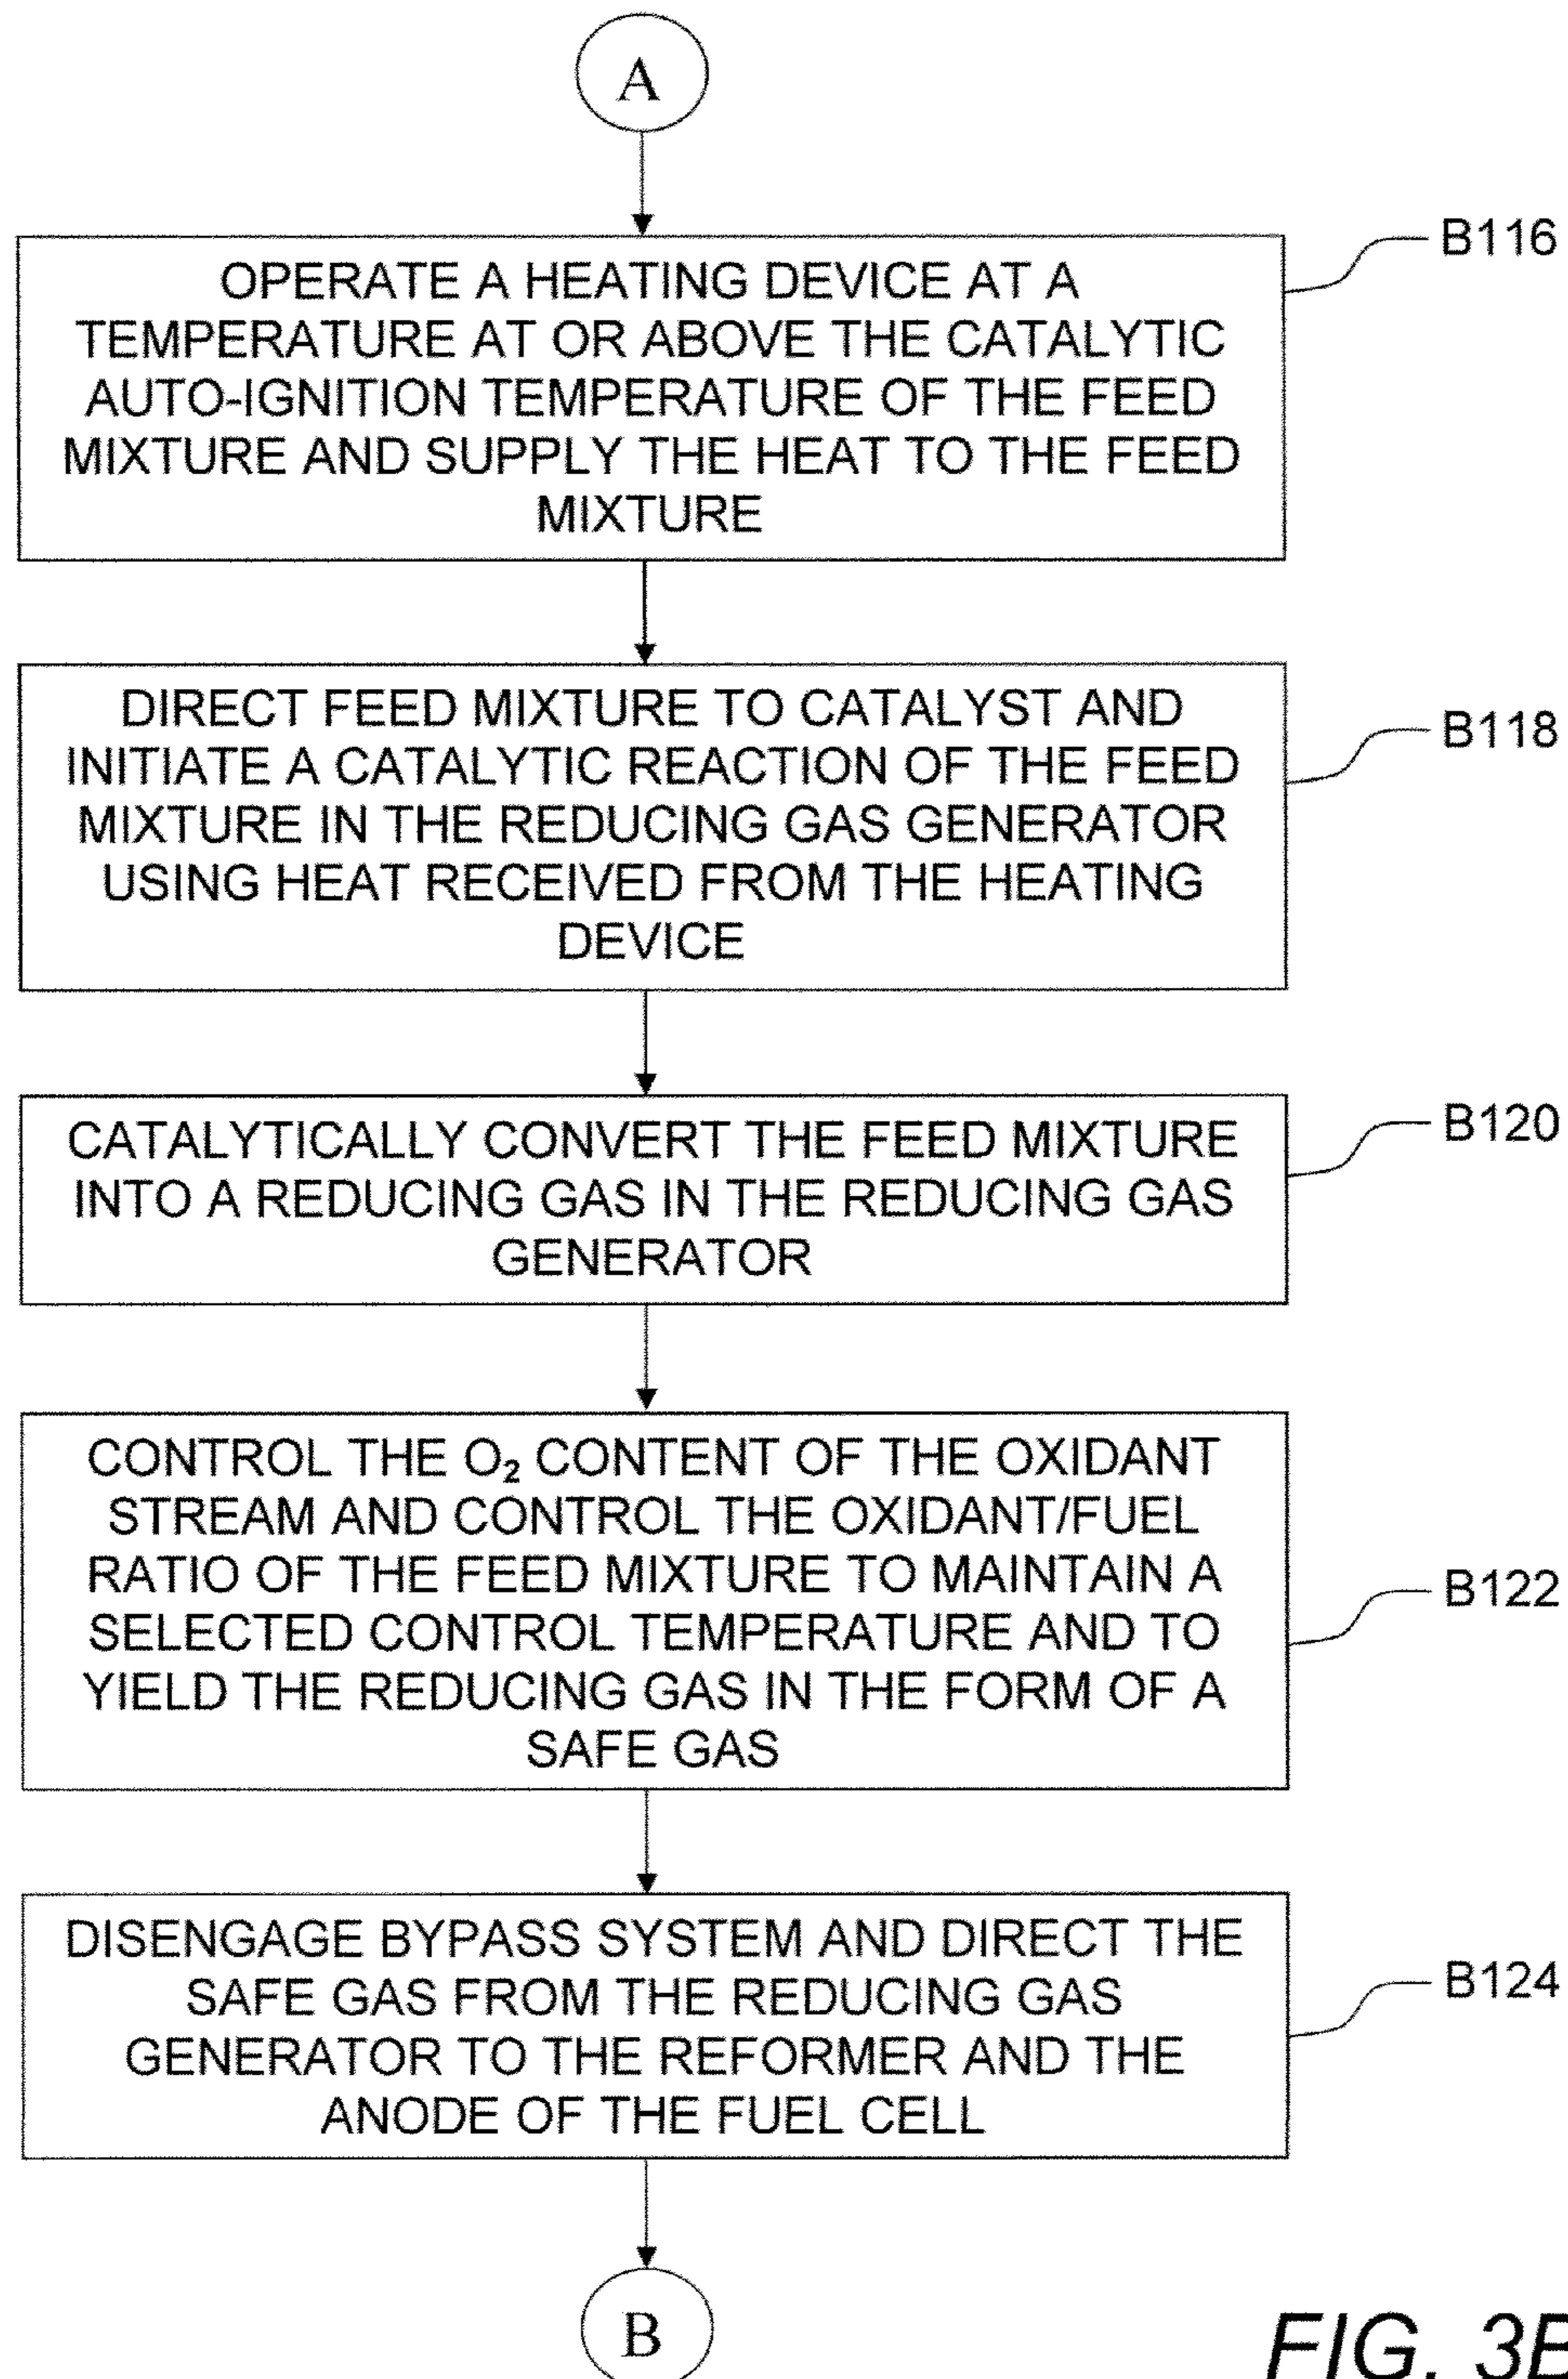 A
B116
OPERATE A HEATING DEVICE AT A
TEMPERATURE AT OR ABOVE THE CATALYTIC
AUTO-IGNITION TEMPERATURE OF THE FEED
MIXTURE AND SUPPLY THE HEAT TO THE FEED
MIXTURE
B118
DIRECT FEED MIXTURE TO CATALYST AND
INITIATE A CATALYTIC REACTION OF THE FEED
MIXTURE IN THE REDUCING GAS GENERATOR
USING HEAT RECEIVED FROM THE HEATING
DEVICE
B120
CATALYTICALLY CONVERT THE FEED MIXTURE
INTO A REDUCING GAS IN THE REDUCING GAS
GENERATOR
B122
CONTROL THE O₂ CONTENT OF THE OXIDANT
STREAM AND CONTROL THE OXIDANT/FUEL
RATIO OF THE FEED MIXTURE TO MAINTAIN A
SELECTED CONTROL TEMPERATURE AND TO
YIELD THE REDUCING GAS IN THE FORM OF A
SAFE GAS
B124
DISENGAGE BYPASS SYSTEM AND DIRECT THE
SAFE GAS FROM THE REDUCING GAS
GENERATOR TO THE REFORMER AND THE
ANODE OF THE FUEL CELL
B
FIG. 3B